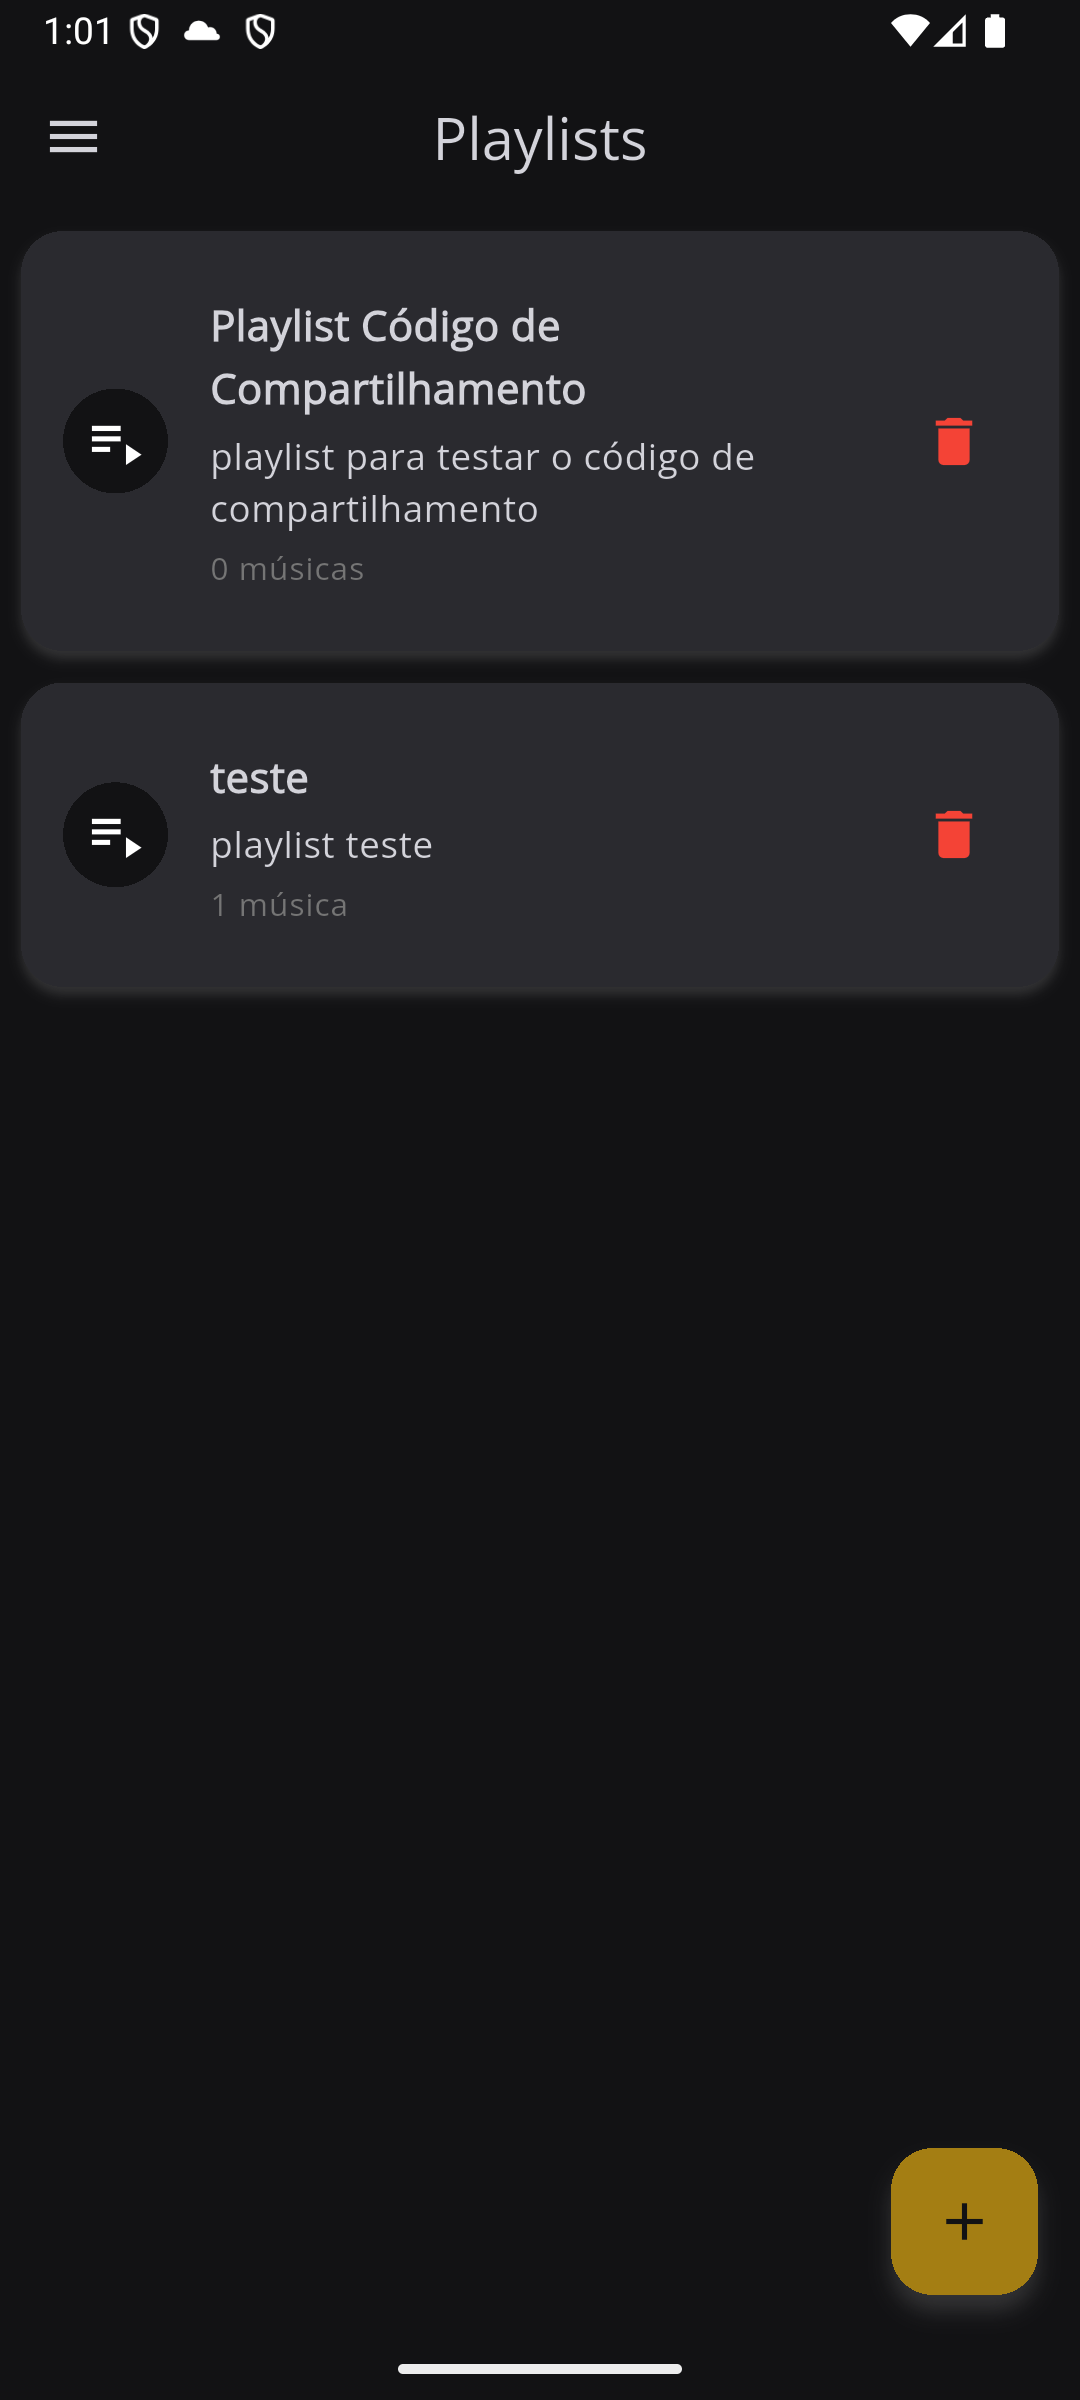 1:01
Playlists
Playlist Código de
Compartilhamento
playlist para testar o código de
compartilhamento
0 músicas
teste
playlist teste
1 música